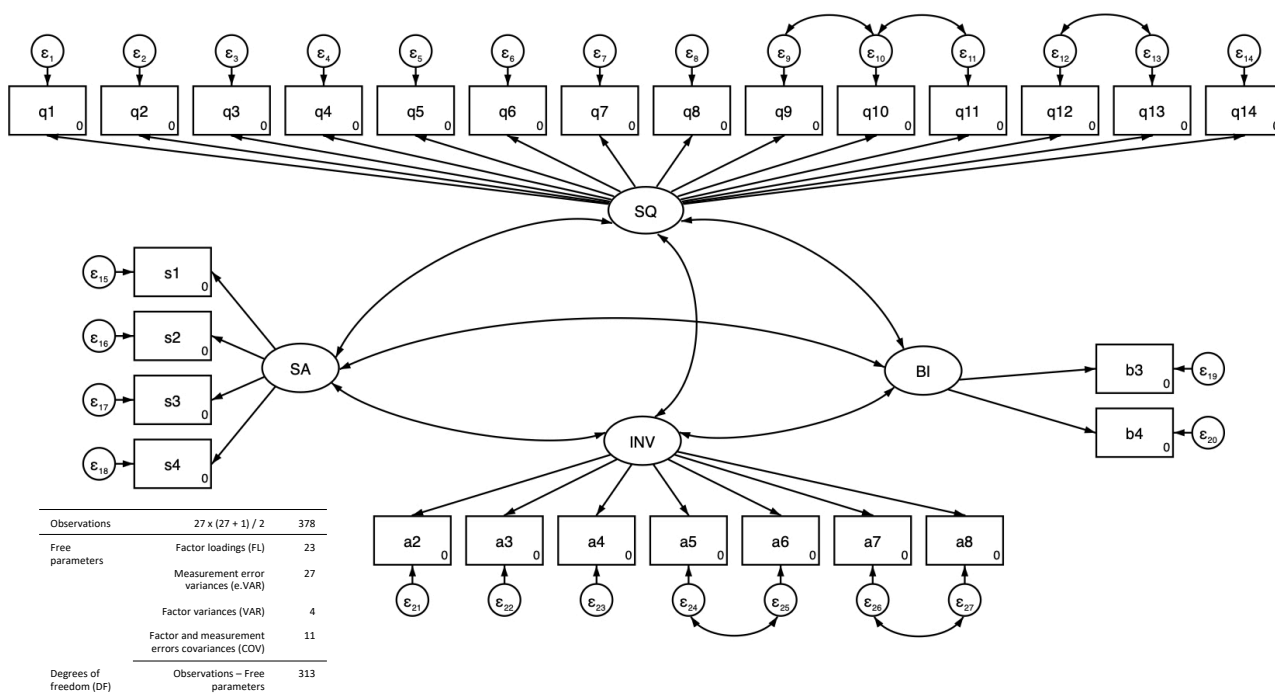 ε1 ε2 ε3 ε4 ε5 ε6 ε7 ε8 ε9 ε10 ε11 ε12 ε13 ε14
q1 0 q2 0 q3 0 q4 0 q5 0 q6 0 q7 0 q8 0 q9 0 q10 0 q11 0 q12 0 q13 0 q14 0
SQ
ε15 s1 0
ε16 s2 0
SA
ε17 s3 0
ε18 s4 0
BI
b3 0 ε19
b4 0 ε20
INV
a2 0 a3 0 a4 0 a5 0 a6 0 a7 0 a8 0
ε21 ε22 ε23 ε24 ε25 ε26 ε27
Observations 27 x (27 + 1) / 2 378
Free Factor loadings (FL) 23
parameters
Measurement error 27
variances (e.VAR)
Factor variances (VAR) 4
Factor and measurement 11
errors covariances (COV)
Degrees of Observations – Free 313
freedom (DF) parameters